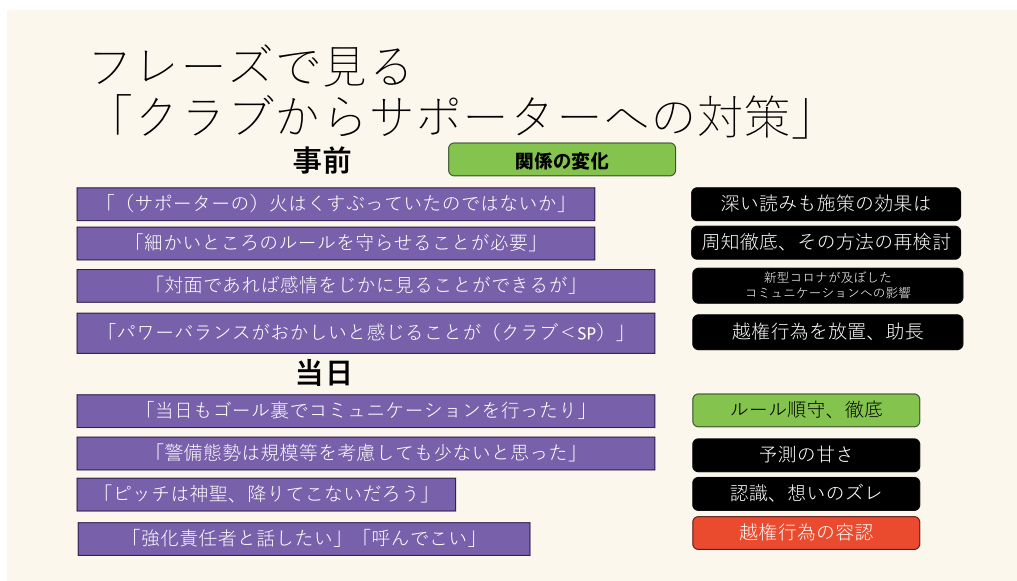 フレーズで見る
「クラブからサポーターへの対策」
事前
関係の変化
「（サポーターの）火はくすぶっていたのではないか」
深い読みも施策の効果は
「細かいところのルールを守らせることが必要」
周知徹底、その方法の再検討
「対面であれば感情をじかに見ることができるが」
新型コロナが及ぼした
コミュニケーションへの影響
「パワーバランスがおかしいと感じることが（クラブ＜SP）」
越権行為を放置、助長
当日
「当日もゴール裏でコミュニケーションを行ったり」
ルール順守、徹底
「警備態勢は規模等を考慮しても少ないと思った」
予測の甘さ
「ピッチは神聖、降りてこないだろう」
認識、想いのズレ
「強化責任者と話したい」「呼んでこい」
越権行為の容認